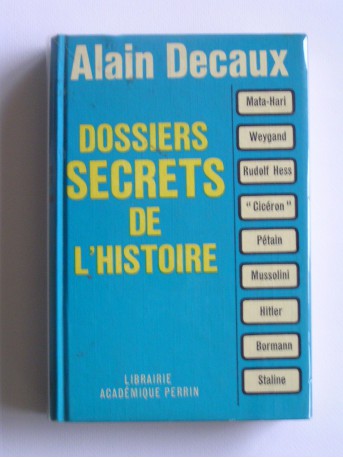 Alain Decaux
DOSSIERS
SECRETS
DE
L'HISTOIRE
Mata-Hari
Weygand
Rudolf Hess
"Cicéron"
Pétain
Mussolini
Hitler
Bormann
Staline
LIBRAIRIE
ACADÉMIQUE PERRIN